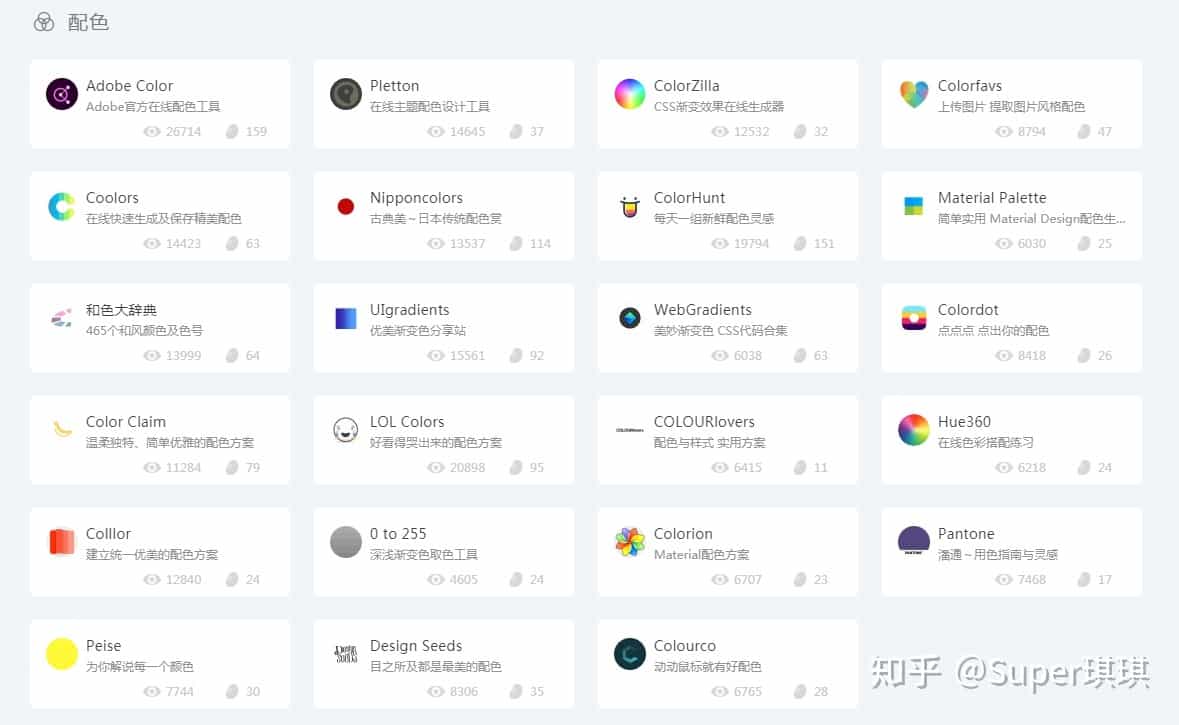 配色
Adobe Color
Adobe官方在线配色工具
26714 159
Pletton
在线主题配色设计工具
14645 37
ColorZilla
CSS渐变效果在线生成器
12532 32
Colorfavs
上传图片 提取图片风格配色
8794 47
Coolors
在线快速生成及保存精美配色
14423 63
Nipponcolors
古典美~日本传统配色赏
13537 114
ColorHunt
每天一组新鲜配色灵感
19794 151
Material Palette
简单实用 Material Design配色生...
6030 25
和色大辞典
465个和风颜色及色号
13999 64
UIgradients
优美渐变色分享站
15561 92
WebGradients
美妙渐变色 CSS代码合集
6038 63
Colordot
点点点 点出你的配色
8418 26
Color Claim
温柔独特、简单优雅的配色方案
11284 79
LOL Colors
好看得哭出来的配色方案
20898 95
COLOURlovers
COLOURlovers
配色与样式 实用方案
6415 11
Hue360
在线色彩搭配练习
6218 24
Colllor
建立统一优美的配色方案
12840 24
0 to 255
深浅渐变色取色工具
4605 24
Colorion
Material配色方案
6707 23
PANTONE
Pantone
潘通~用色指南与灵感
7468 17
Peise
为你解说每一个颜色
7744 30
Design Seeds
Design Seeds
目之所及都是最美的配色
8306 35
Colourco
动动鼠标就有好配色
6765 28
知乎 @Super琪琪